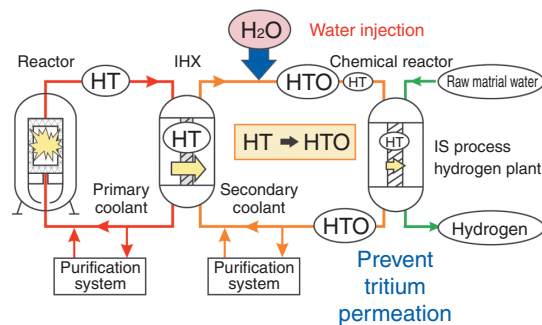 H2O
Water injection
Reactor
HT
IHX
HTO
HT
Chemical reactor
Raw matrial water
HT
HT ➡ HTO
HT
IS process
hydrogen plant
Primary
coolant
Secondary
coolant
HTO
Hydrogen
Purification
system
Purification
system
Prevent
tritium
permeation